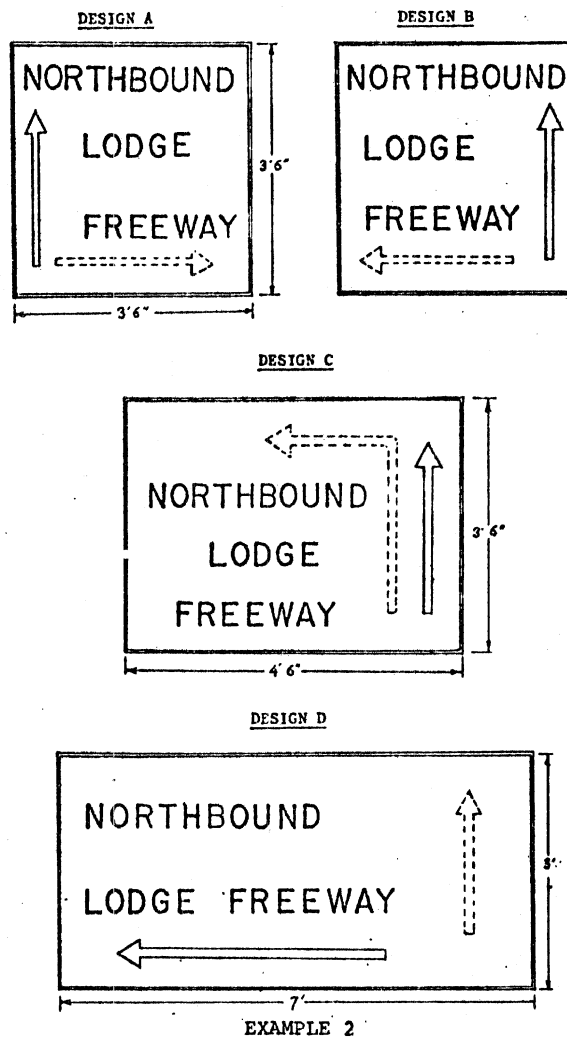 DESIGN A
NORTHBOUND
LODGE
FREEWAY
3'6"
3'6"
DESIGN B
NORTHBOUND
LODGE
FREEWAY
DESIGN C
NORTHBOUND
LODGE
FREEWAY
3'6"
4'6"
DESIGN D
NORTHBOUND
LODGE FREEWAY
7'
EXAMPLE 2